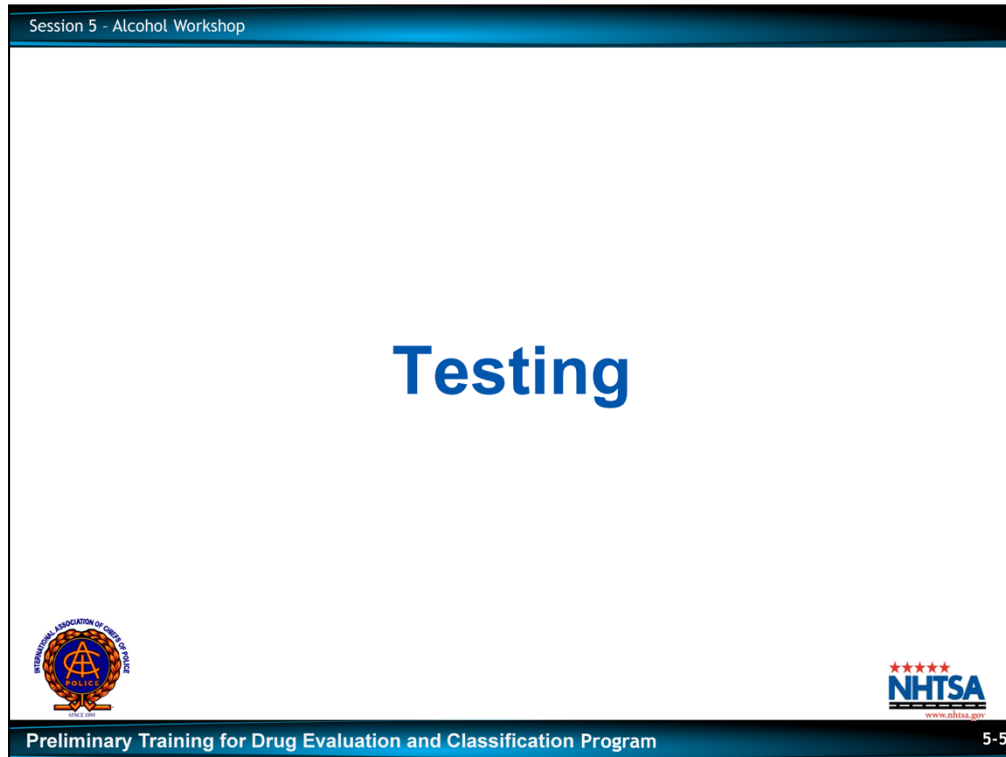 Session 5 – Alcohol Workshop
Testing
INTERNATIONAL ASSOCIATION OF CHIEFS OF POLICE
POLICE
SINCE 1893
NHTSA
www.nhtsa.gov
Preliminary Training for Drug Evaluation and Classification Program
5-5